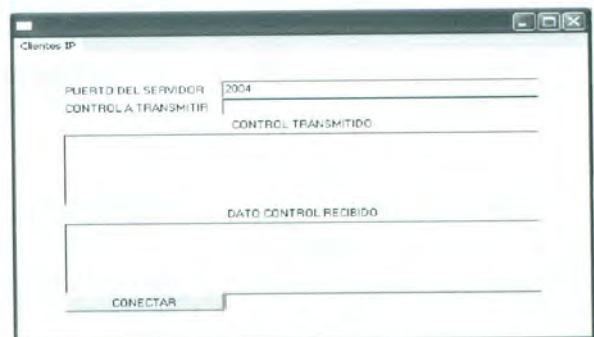 Clientes IP
PUERTO DEL SERVIDOR 2004
CONTROL A TRANSMITIR
CONTROL TRANSMITIDO
DATO CONTROL RECIBIDO
CONECTAR